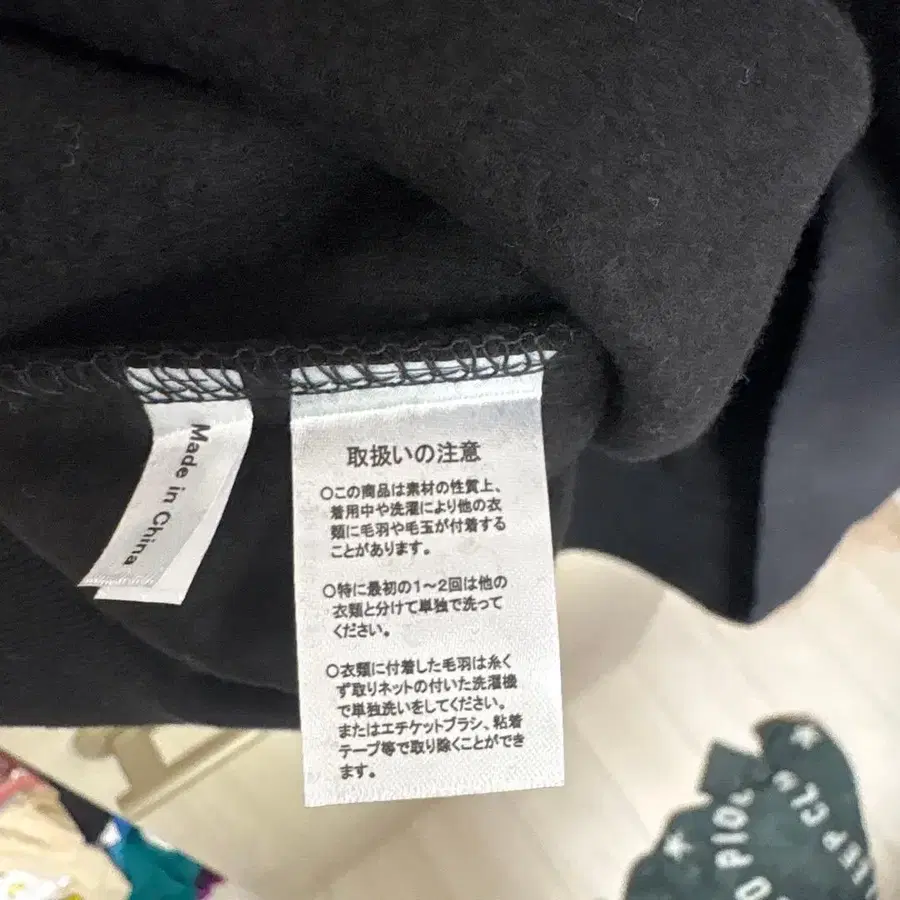 Made in China
取扱いの注意
○この商品は素材の性質上、
着用中や洗濯により他の衣
類に毛羽や毛玉が付着する
ことがあります。
○特に最初の1～2回は他の
衣類と分けて単独で洗って
ください。
○衣類に付着した毛羽は糸く
ず取りネットの付いた洗濯機
で単独洗いをしてください。
またはエチケットブラシ、粘着
テープ等で取り除くことができ
ます。